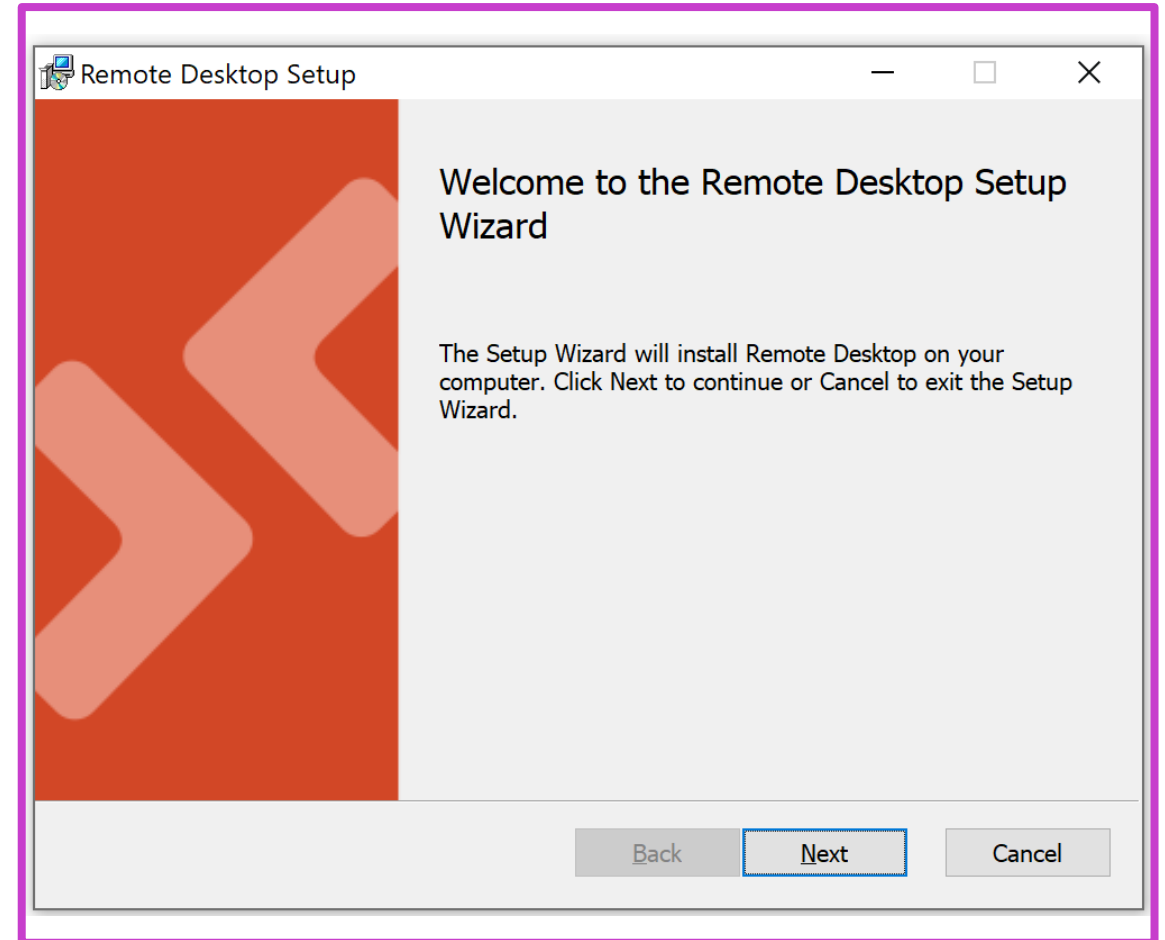 Remote Desktop Setup
Welcome to the Remote Desktop Setup
Wizard
The Setup Wizard will install Remote Desktop on your
computer. Click Next to continue or Cancel to exit the Setup
Wizard.
Back Next Cancel